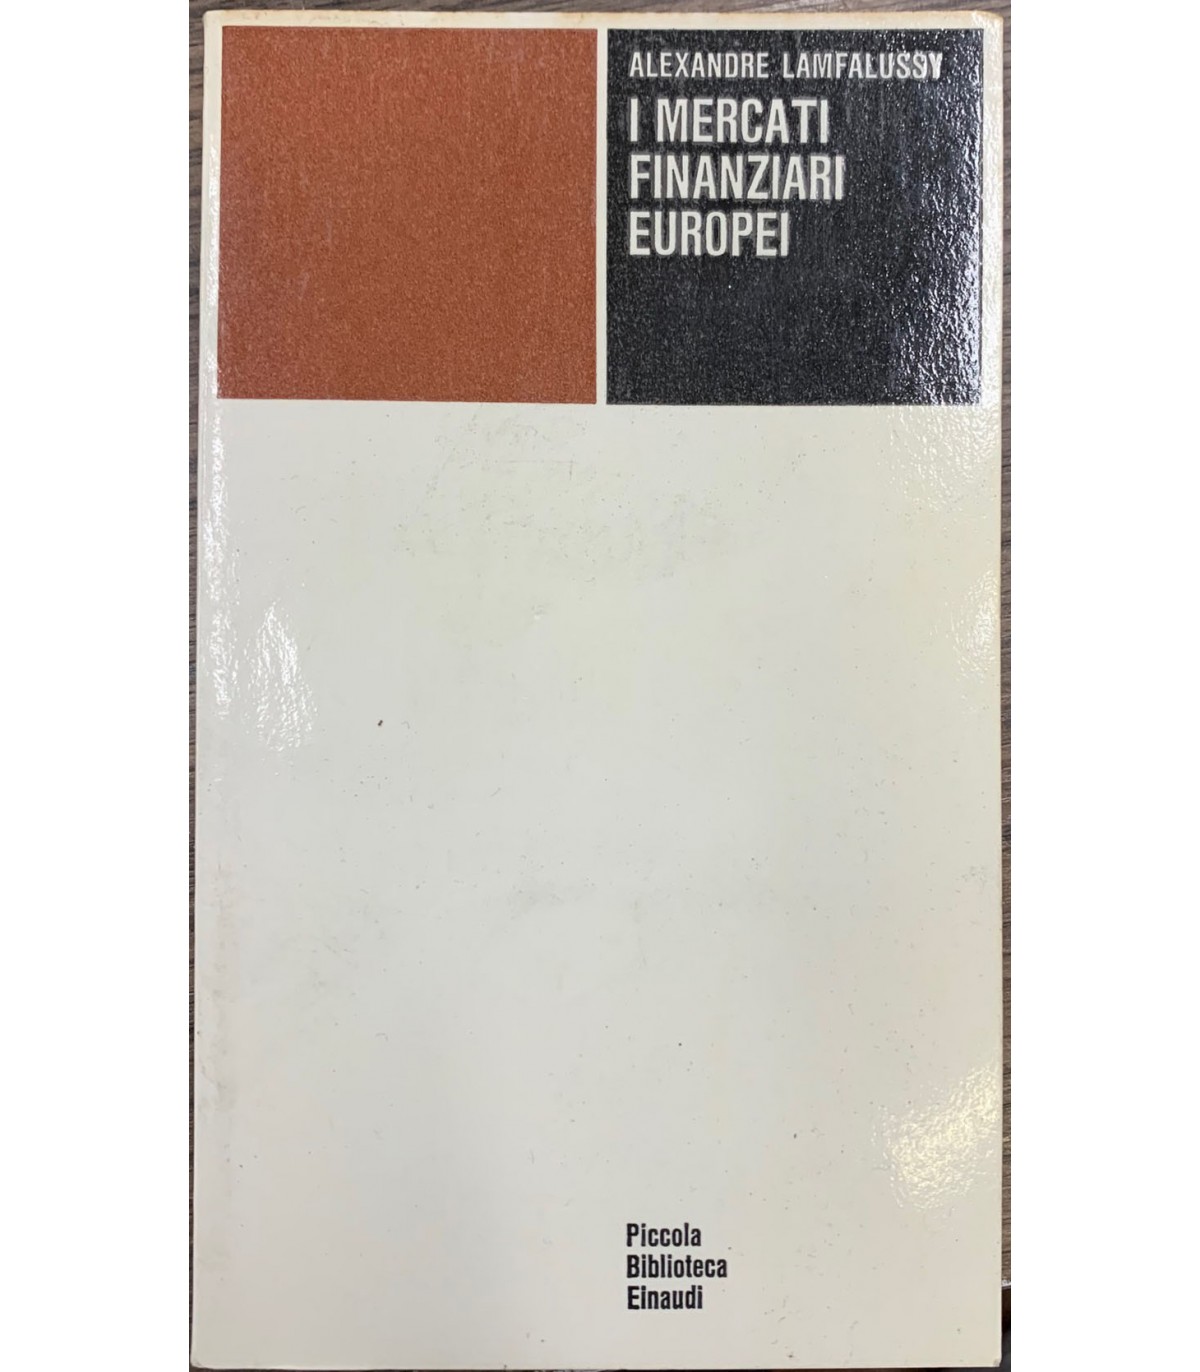 ALEXANDRE LAMFALUSSY
I MERCATI
FINANZIARI
EUROPEI
Piccola
Biblioteca
Einaudi